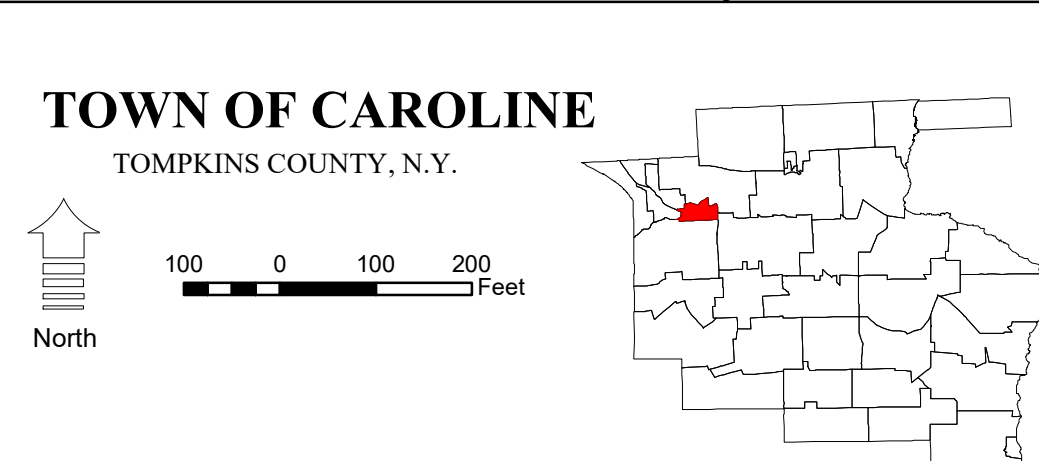 TOWN OF CAROLINE
TOMPKINS COUNTY, N.Y.
100 0 100 200
Feet
North